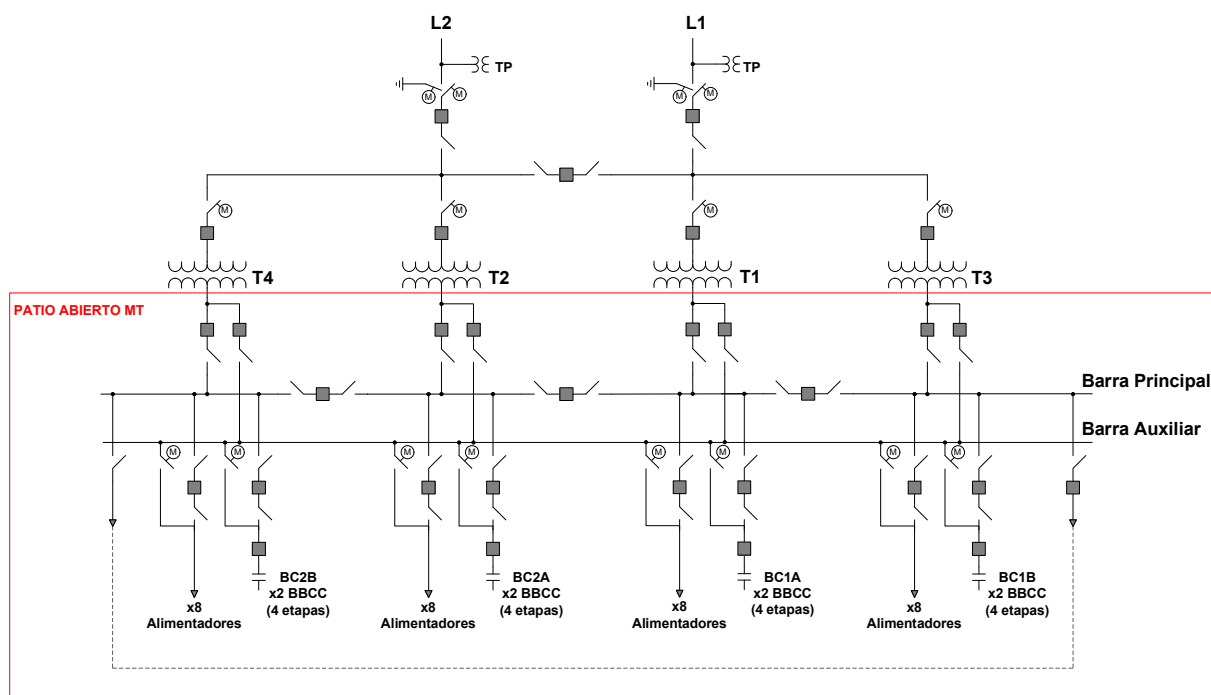 L2
L1
TP
TP
M
M
M
M
M
M
M
M
T4
T2
T1
T3
PATIO ABIERTO MT
Barra Principal
Barra Auxiliar
M
M
M
M
M
M
M
M
BC2B
x2 BBCC
(4 etapas)
BC2A
x2 BBCC
(4 etapas)
BC1A
x2 BBCC
(4 etapas)
BC1B
x2 BBCC
(4 etapas)
x8
Alimentadores
x8
Alimentadores
x8
Alimentadores
x8
Alimentadores